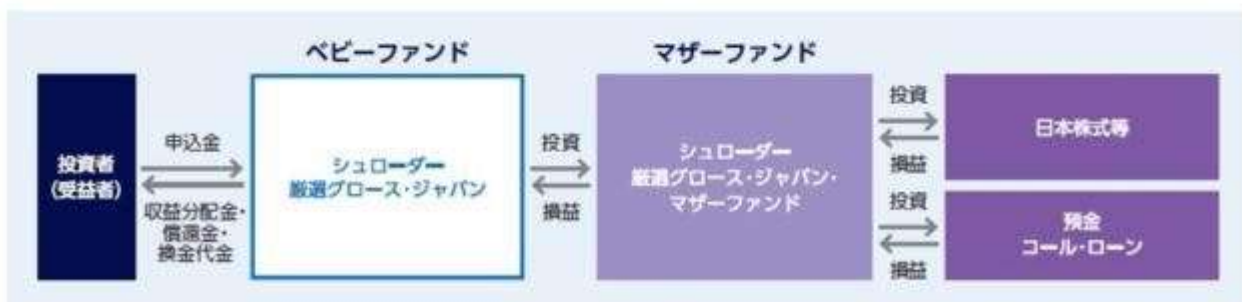 ベビーファンド
マザーファンド
投資者
(受益者)
申込金
収益分配金・
償還金・
換金代金
シュローダー
厳選グロース・ジャパン
投資
損益
シュローダー
厳選グロース・ジャパン・
マザーファンド
投資
損益
日本株式等
投資
損益
預金
コール・ローン